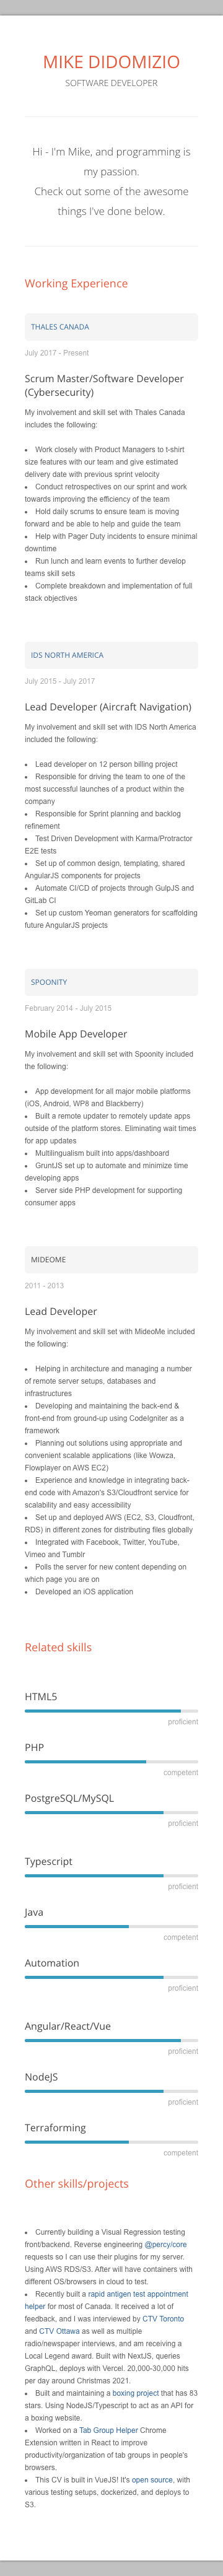 MIKE DIDOMIZIO
SOFTWARE DEVELOPER
Hi - I'm Mike, and programming is
my passion.
Check out some of the awesome
things I've done below.
Working Experience
THALES CANADA
July 2017 - Present
Scrum Master/Software Developer
(Cybersecurity)
My involvement and skill set with Thales Canada
includes the following:
• Work closely with Product Managers to t-shirt
size features with our team and give estimated
delivery date with previous sprint velocity
• Conduct retrospectives on our sprint and work
towards improving the efficiency of the team
• Hold daily scrums to ensure team is moving
forward and be able to help and guide the team
• Help with Pager Duty incidents to ensure minimal
downtime
• Run lunch and learn events to further develop
teams skill sets
• Complete breakdown and implementation of full
stack objectives
IDS NORTH AMERICA
July 2015 - July 2017
Lead Developer (Aircraft Navigation)
My involvement and skill set with IDS North America
included the following:
• Lead developer on 12 person billing project
• Responsible for driving the team to one of the
most successful launches of a product within the
company
• Responsible for Sprint planning and backlog
refinement
• Test Driven Development with Karma/Protractor
E2E tests
• Set up of common design, templating, shared
AngularJS components for projects
• Automate CI/CD of projects through GulpJS and
GitLab CI
• Set up custom Yeoman generators for scaffolding
future AngularJS projects
SPOONITY
February 2014 - July 2015
Mobile App Developer
My involvement and skill set with Spoonity included
the following:
• App development for all major mobile platforms
(iOS, Android, WP8 and Blackberry)
• Built a remote updater to remotely update apps
outside of the platform stores. Eliminating wait times
for app updates
• Multilingualism built into apps/dashboard
• GruntJS set up to automate and minimize time
developing apps
• Server side PHP development for supporting
consumer apps
MIDEOME
2011 - 2013
Lead Developer
My involvement and skill set with MideoMe included
the following:
• Helping in architecture and managing a number
of remote server setups, databases and
infrastructures
• Developing and maintaining the back-end &
front-end from ground-up using CodeIgniter as a
framework
• Planning out solutions using appropriate and
convenient scalable applications (like Wowza,
Flowplayer on AWS EC2)
• Experience and knowledge in integrating back-
end code with Amazon's S3/Cloudfront service for
scalability and easy accessibility
• Set up and deployed AWS (EC2, S3, Cloudfront,
RDS) in different zones for distributing files globally
• Integrated with Facebook, Twitter, YouTube,
Vimeo and Tumblr
• Polls the server for new content depending on
which page you are on
• Developed an iOS application
Related skills
HTML5
proficient
PHP
competent
PostgreSQL/MySQL
proficient
Typescript
proficient
Java
competent
Automation
proficient
Angular/React/Vue
proficient
NodeJS
proficient
Terraforming
competent
Other skills/projects
• Currently building a Visual Regression testing
front/backend. Reverse engineering @percy/core
requests so I can use their plugins for my server.
Using AWS RDS/S3. After will have containers with
different OS/browsers in cloud to test.
• Recently built a rapid antigen test appointment
helper for most of Canada. It received a lot of
feedback, and I was interviewed by CTV Toronto
and CTV Ottawa as well as multiple
radio/newspaper interviews, and am receiving a
Local Legend award. Built with NextJS, queries
GraphQL, deploys with Vercel. 20,000-30,000 hits
per day around Christmas 2021.
• Built and maintaining a boxing project that has 83
stars. Using NodeJS/Typescript to act as an API for
a boxing website.
• Worked on a Tab Group Helper Chrome
Extension written in React to improve
productivity/organization of tab groups in people's
browsers.
• This CV is built in VueJS! It's open source, with
various testing setups, dockerized, and deploys to
S3.